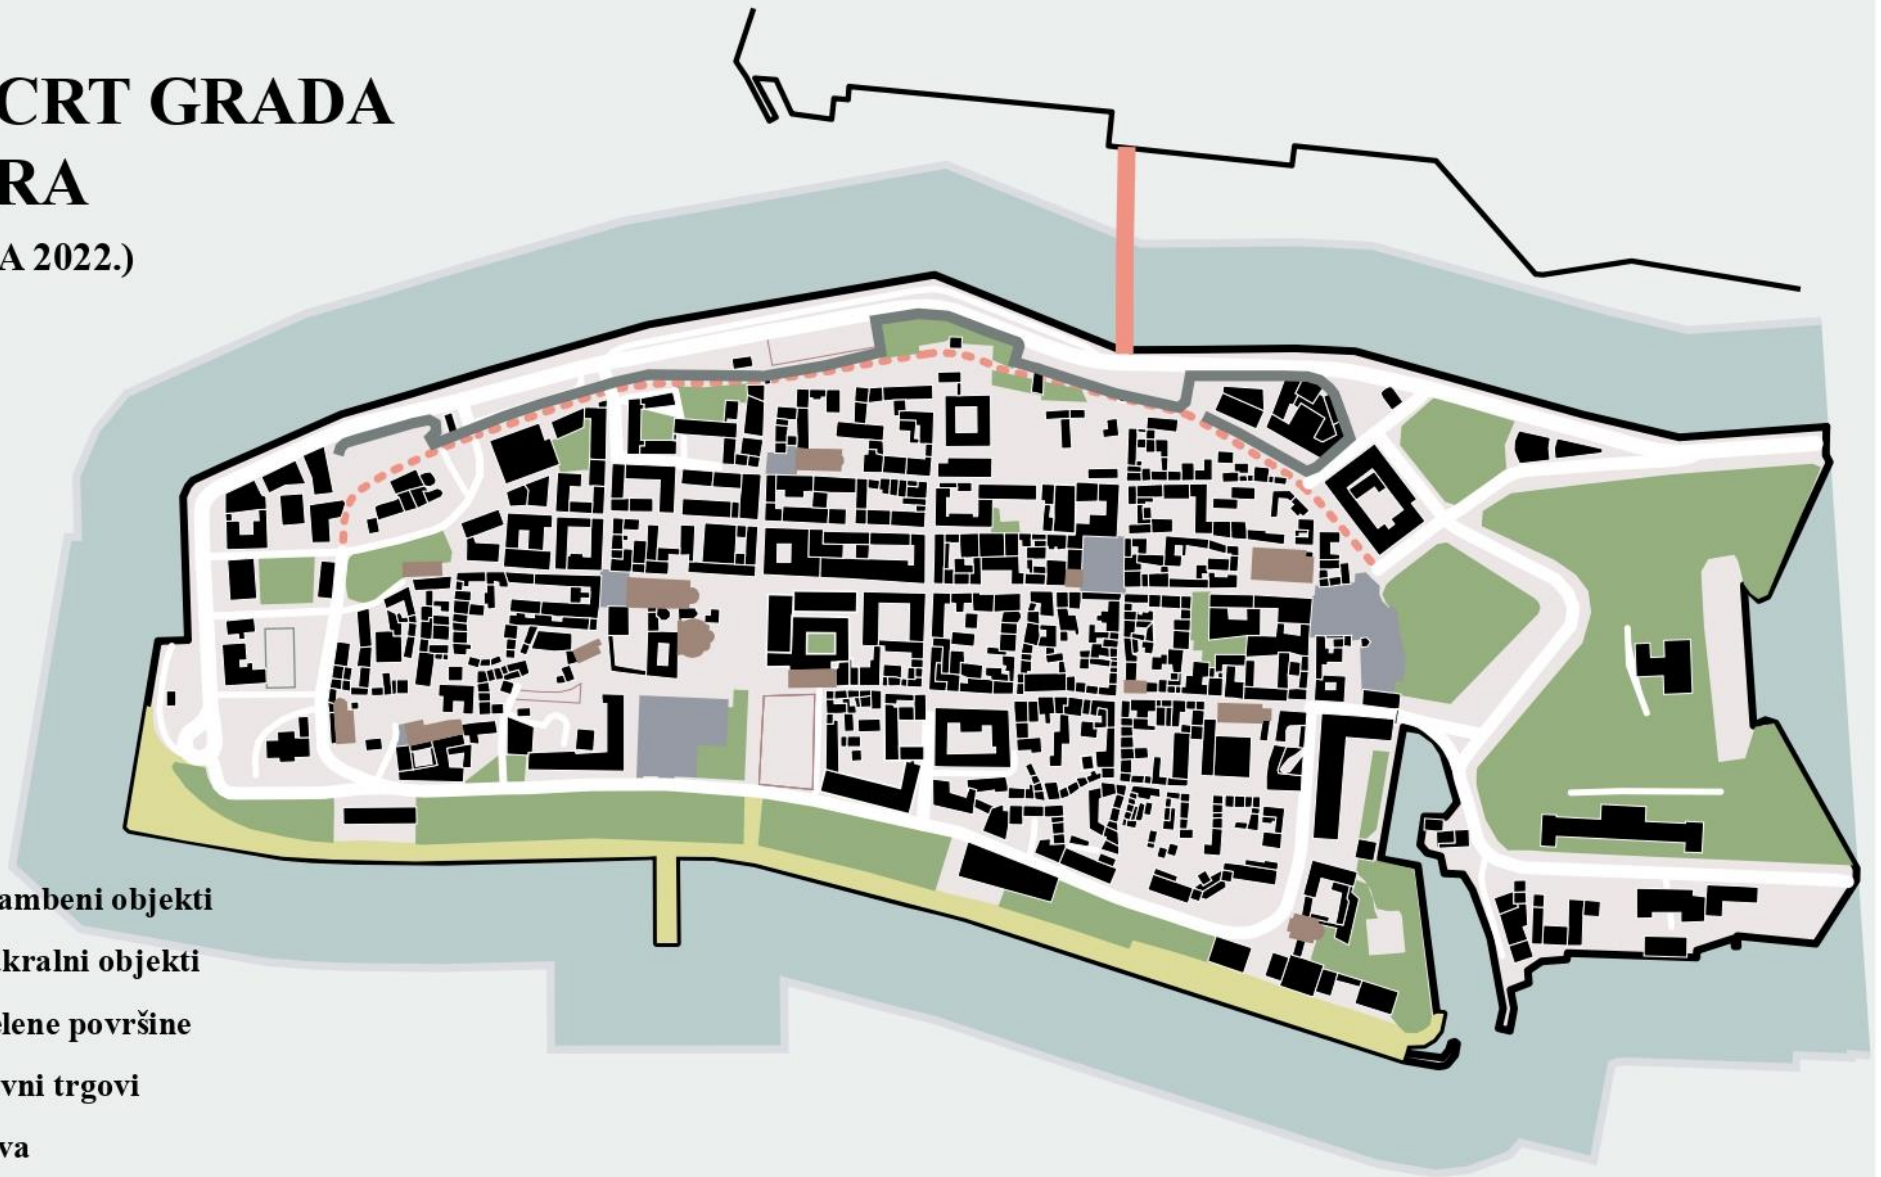 CRT GRADA
RA
A 2022.)
ambeni objekti
kralni objekti
elene površine
vni trgovi
va